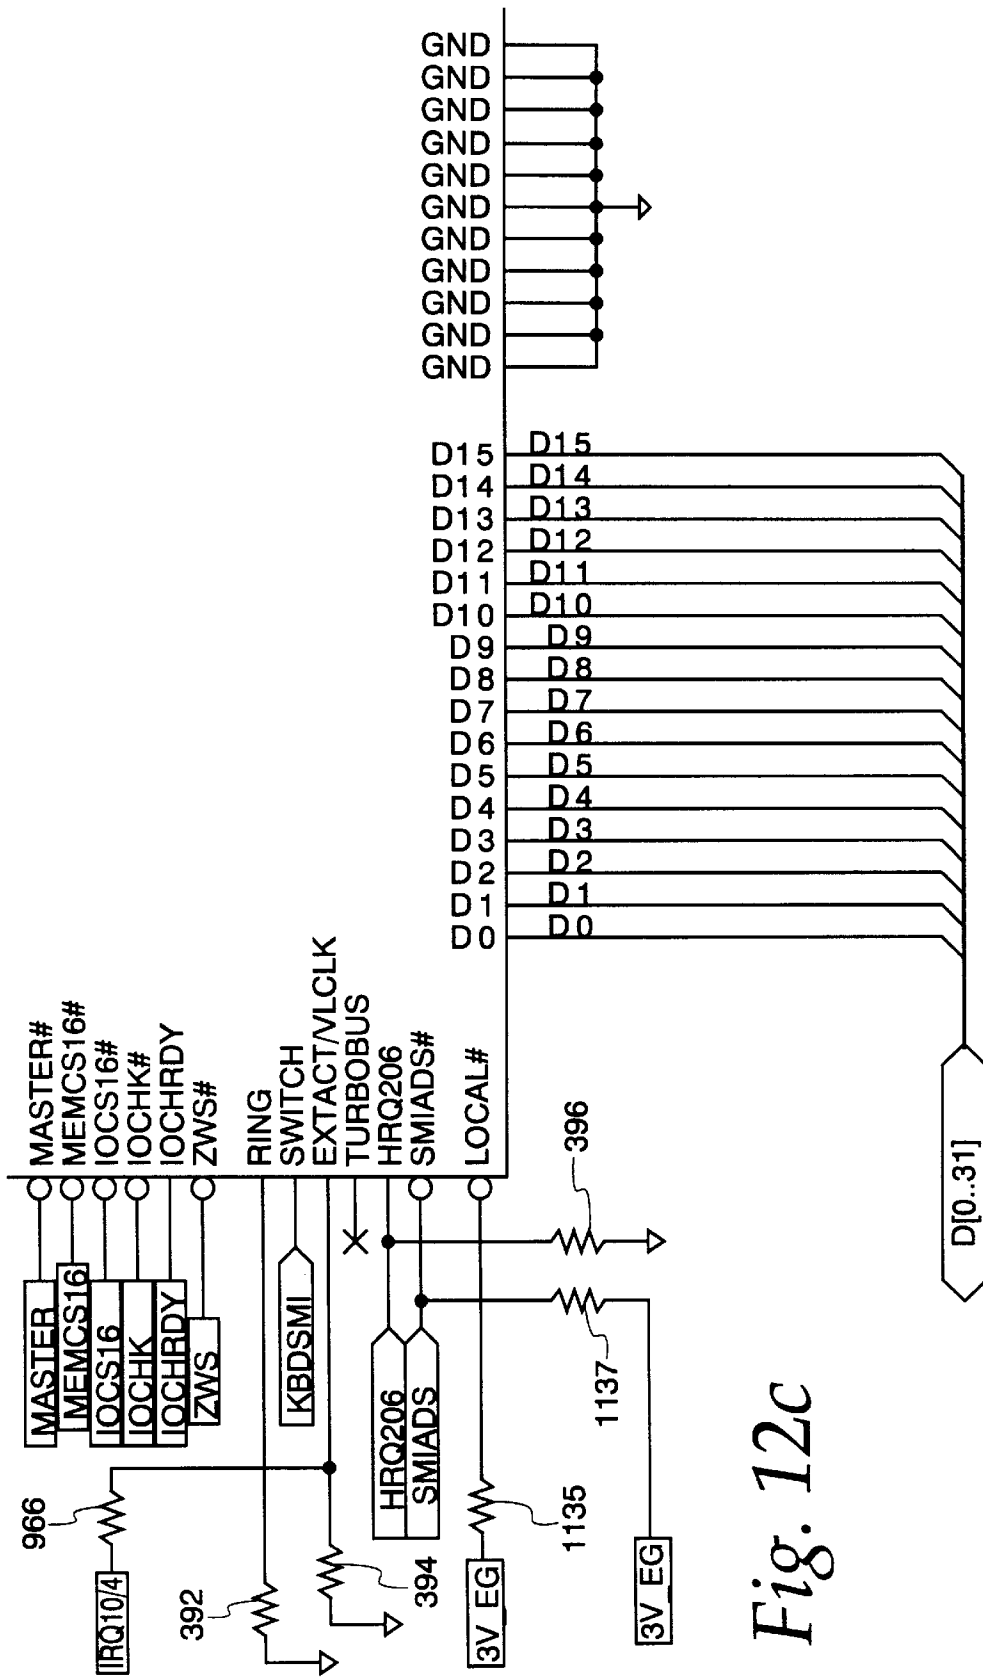 MASTER
MEMCS16
IOCS16
IOCHK
IOCHRDY
ZWS
MASTER#
MEMCS16#
IOCS16#
IOCHK#
IOCHRDY
ZWS#
966
IRQ10/4
392
394
RING
SWITCH
EXTACT/VLCLK
TURBOBUS
HRQ206
SMIADS#
LOCAL#
KBDSMI
HRQ206
SMIADS
3V_EG
1135
3V_EG
1137
396
D0
D1
D2
D3
D4
D5
D6
D7
D8
D9
D10
D11
D12
D13
D14
D15
D0
D1
D2
D3
D4
D5
D6
D7
D8
D9
D10
D11
D12
D13
D14
D15
GND
GND
GND
GND
GND
GND
GND
GND
GND
GND
GND
D[0..31]
Fig. 12c